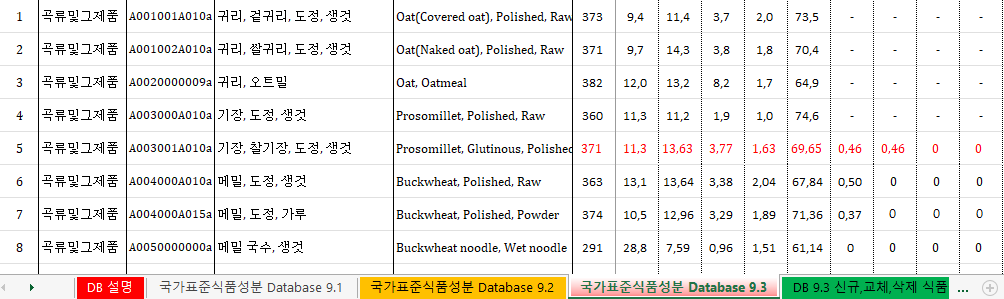 1 곡류및그제품 A001001A010a 귀리, 겉귀리, 도정, 생것 Oat(Covered oat), Polished, Raw 373 9,4 11,4 3,7 2,0 73,5 - - - -
2 곡류및그제품 A001002A010a 귀리, 쌀귀리, 도정, 생것 Oat(Naked oat), Polished, Raw 371 9,7 14,3 3,8 1,8 70,4 - - - -
3 곡류및그제품 A0020000009a 귀리, 오트밀 Oat, Oatmeal 382 12,0 13,2 8,2 1,7 64,9 - - - -
4 곡류및그제품 A003000A010a 기장, 도정, 생것 Prosomillet, Polished, Raw 360 11,3 11,2 1,9 1,0 74,6 - - - -
5 곡류및그제품 A003001A010a 기장, 찰기장, 도정, 생것 Prosomillet, Glutinous, Polished 371 11,3 13,63 3,77 1,63 69,65 0,46 0,46 0 0
6 곡류및그제품 A004000A010a 메밀, 도정, 생것 Buckwheat, Polished, Raw 363 13,1 13,64 3,38 2,04 67,84 0,50 0 0 0
7 곡류및그제품 A004000A015a 메밀, 도정, 가루 Buckwheat, Polished, Powder 374 10,5 12,96 3,29 1,89 71,36 0,37 0 0 0
8 곡류및그제품 A0050000000a 메밀 국수, 생것 Buckwheat noodle, Wet noodle 291 28,8 7,59 0,96 1,51 61,14 0 0 0 0
DB 설명 국가표준식품성분 Database 9.1 국가표준식품성분 Database 9.2 국가표준식품성분 Database 9.3 DB 9.3 신규,교체,삭제 식품 ...